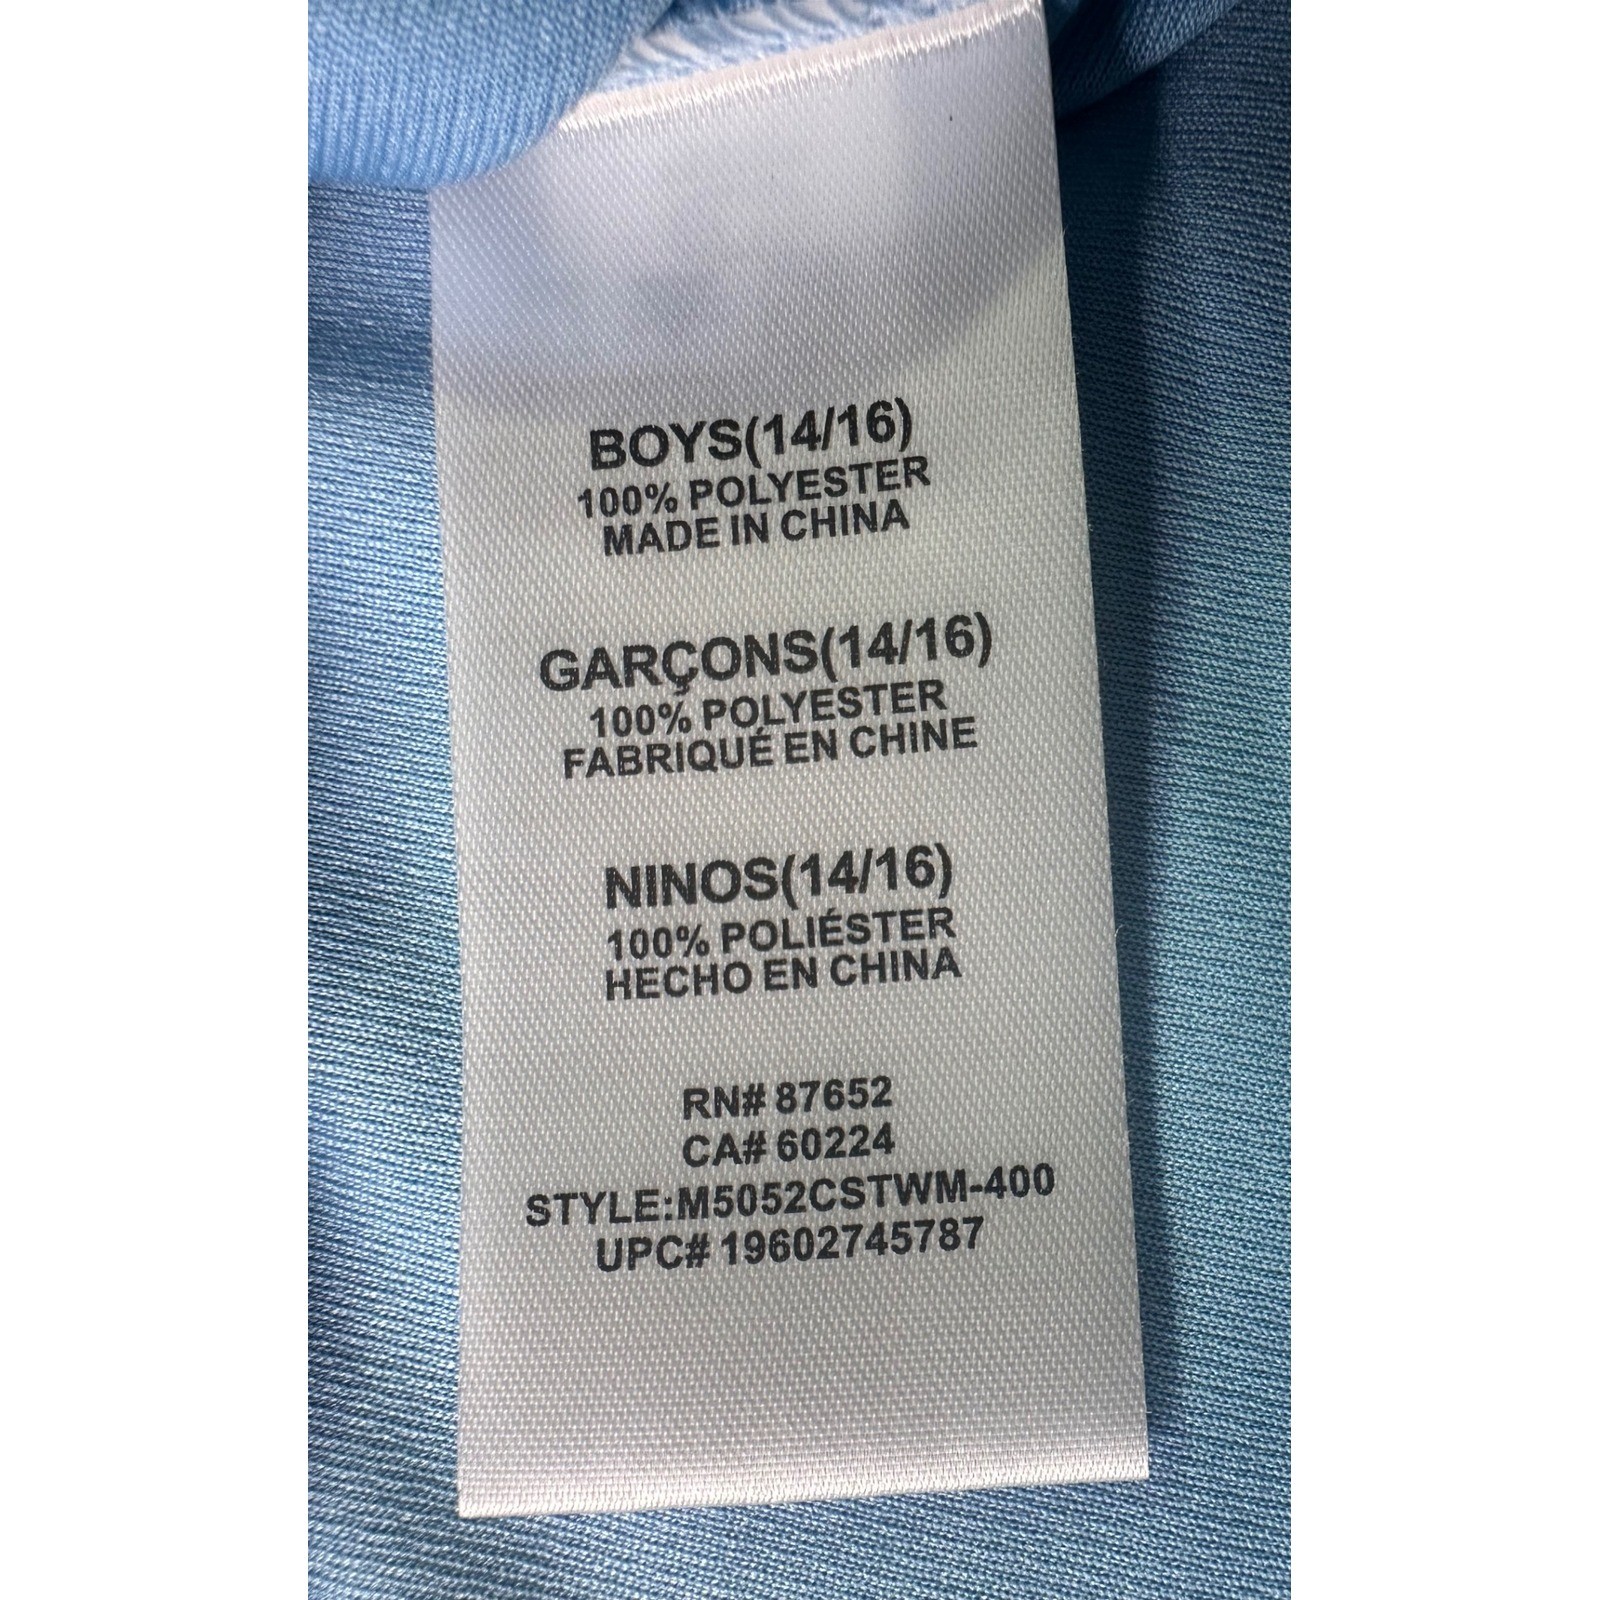 BOYS(14/16)
100% POLYESTER
MADE IN CHINA
GARÇONS(14/16)
100% POLYESTER
FABRIQUÉ EN CHINE
NINOS(14/16)
100% POLIÉSTER
HECHO EN CHINA
RN# 87652
CA# 60224
STYLE:M5052CSTWM-400
UPC# 19602745787